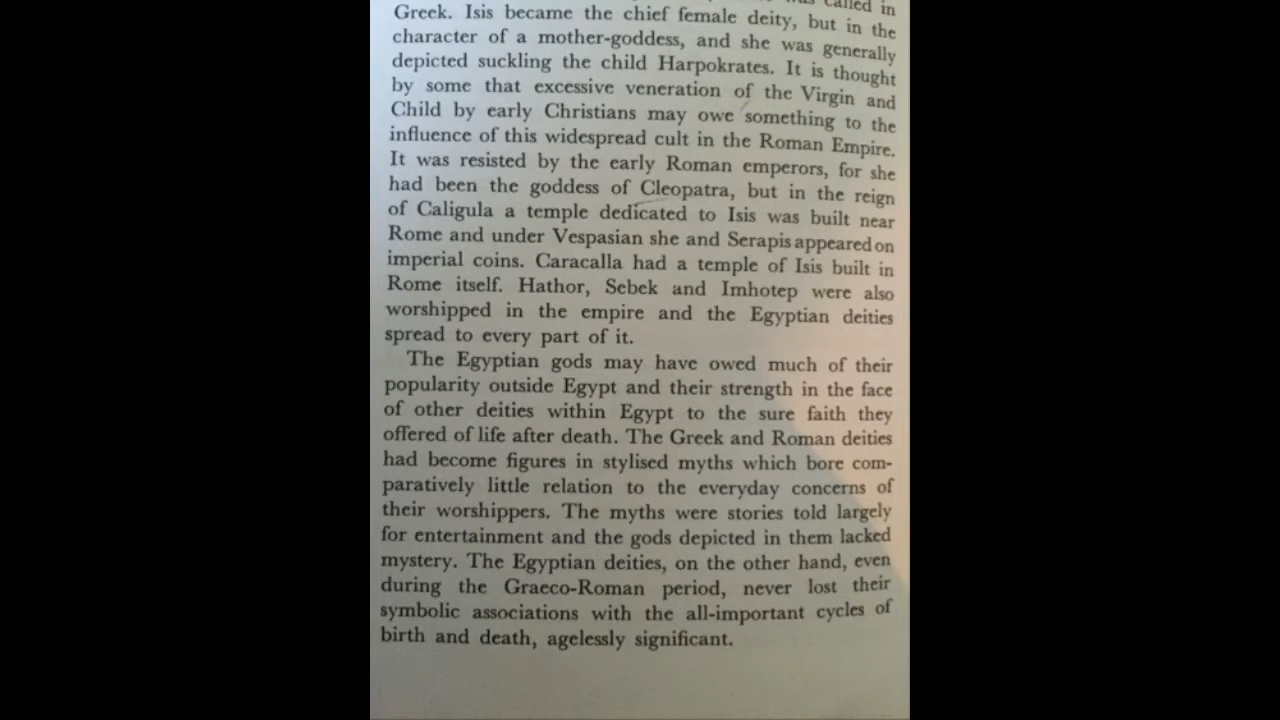 was called in
Greek. Isis became the chief female deity, but in the
character of a mother-goddess, and she was generally
depicted suckling the child Harpokrates. It is thought
by some that excessive veneration of the Virgin and
Child by early Christians may owe something to the
influence of this widespread cult in the Roman Empire.
It was resisted by the early Roman emperors, for she
had been the goddess of Cleopatra, but in the reign
of Caligula a temple dedicated to Isis was built near
Rome and under Vespasian she and Serapis appeared on
imperial coins. Caracalla had a temple of Isis built in
Rome itself. Hathor, Sebek and Imhotep were also
worshipped in the empire and the Egyptian deities
spread to every part of it.
The Egyptian gods may have owed much of their
popularity outside Egypt and their strength in the face
of other deities within Egypt to the sure faith they
offered of life after death. The Greek and Roman deities
had become figures in stylised myths which bore com-
paratively little relation to the everyday concerns of
their worshippers. The myths were stories told largely
for entertainment and the gods depicted in them lacked
mystery. The Egyptian deities, on the other hand, even
during the Graeco-Roman period, never lost their
symbolic associations with the all-important cycles of
birth and death, agelessly significant.